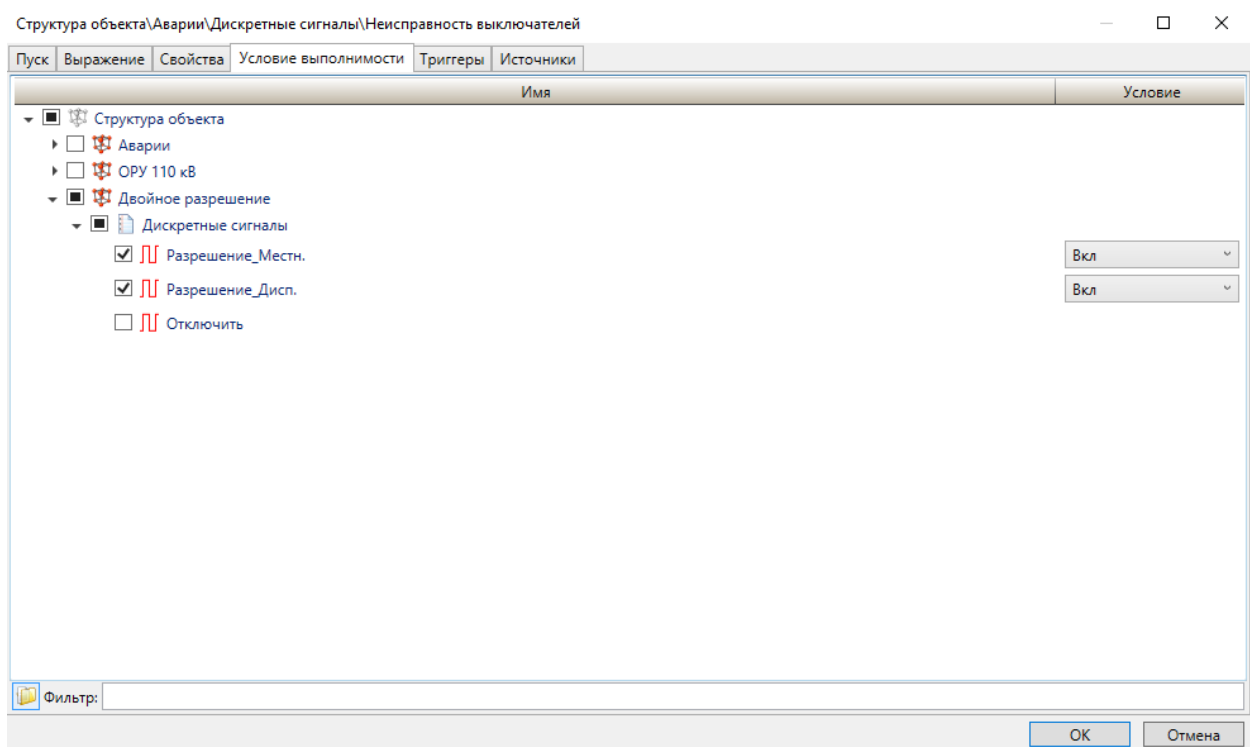 Структура объекта\Аварии\Дискретные сигналы\Неисправность выключателей
Пуск Выражение Свойства Условие выполнимости Триггеры Источники
Имя Условие
Структура объекта
Аварии
ОРУ 110 кВ
Двойное разрешение
Дискретные сигналы
Разрешение_Местн. Вкл
Разрешение_Дисп. Вкл
Отключить
Фильтр:
OK Отмена